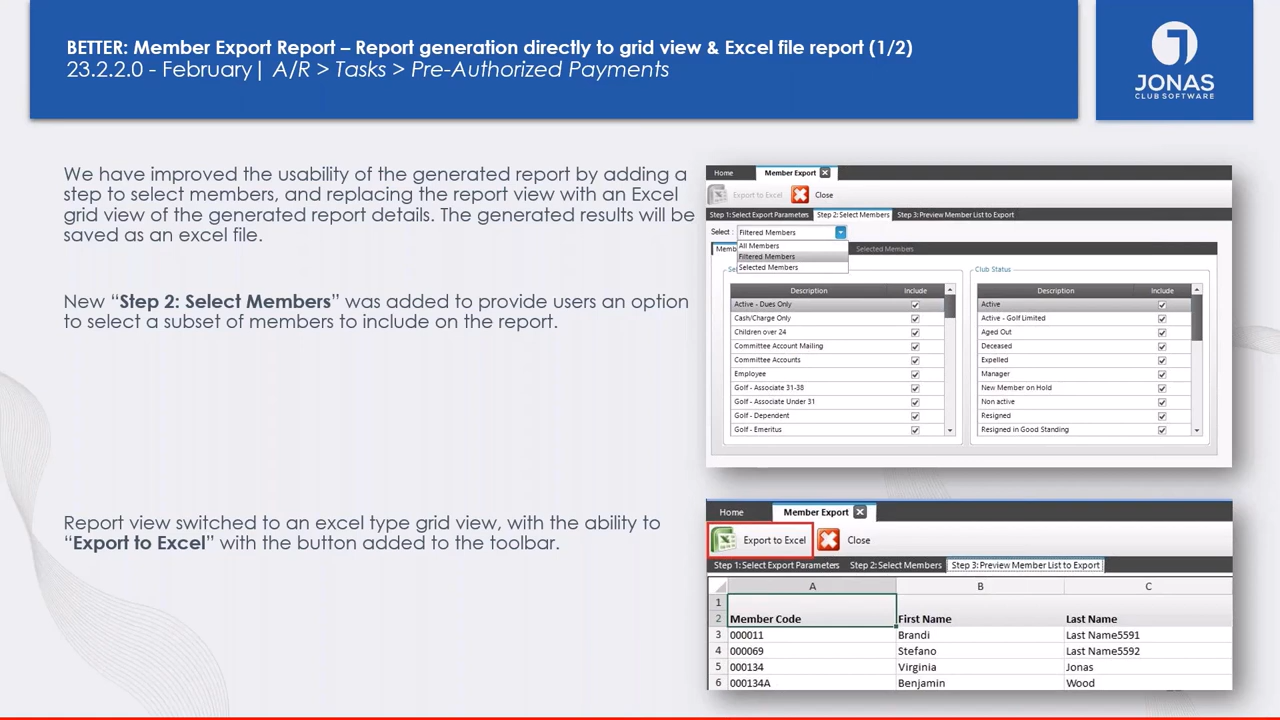 BETTER: Member Export Report – Report generation directly to grid view & Excel file report (1/2)
23.2.2.0 - February| A/R > Tasks > Pre-Authorized Payments
JONAS
CLUB SOFTWARE
We have improved the usability of the generated report by adding a
step to select members, and replacing the report view with an Excel
grid view of the generated report details. The generated results will be
saved as an excel file.
New “Step 2: Select Members” was added to provide users an option
to select a subset of members to include on the report.
Report view switched to an excel type grid view, with the ability to
“Export to Excel” with the button added to the toolbar.
Home Member Export
Export to Excel Close
Step 1: Select Export Parameters Step 2: Select Members Step 3: Preview Member List to Export
Select : Filtered Members
All Members
Filtered Members
Selected Members
Selected Members
Club Status
Description Include Description Include
Active - Dues Only Active
Cash/Charge Only Active - Golf Limited
Children over 24 Aged Out
Committee Account Mailing Deceased
Committee Accounts Expelled
Employee Manager
Golf - Associate 31-38 New Member on Hold
Golf - Associate Under 31 Non active
Golf - Dependent Resigned
Golf - Emeritus Resigned in Good Standing
Home Member Export
Export to Excel Close
Step 1: Select Export Parameters Step 2: Select Members Step 3: Preview Member List to Export
A B C
1
2 Member Code First Name Last Name
3 000011 Brandi Last Name5591
4 000069 Stefano Last Name5592
5 000134 Virginia Jonas
6 000134A Benjamin Wood